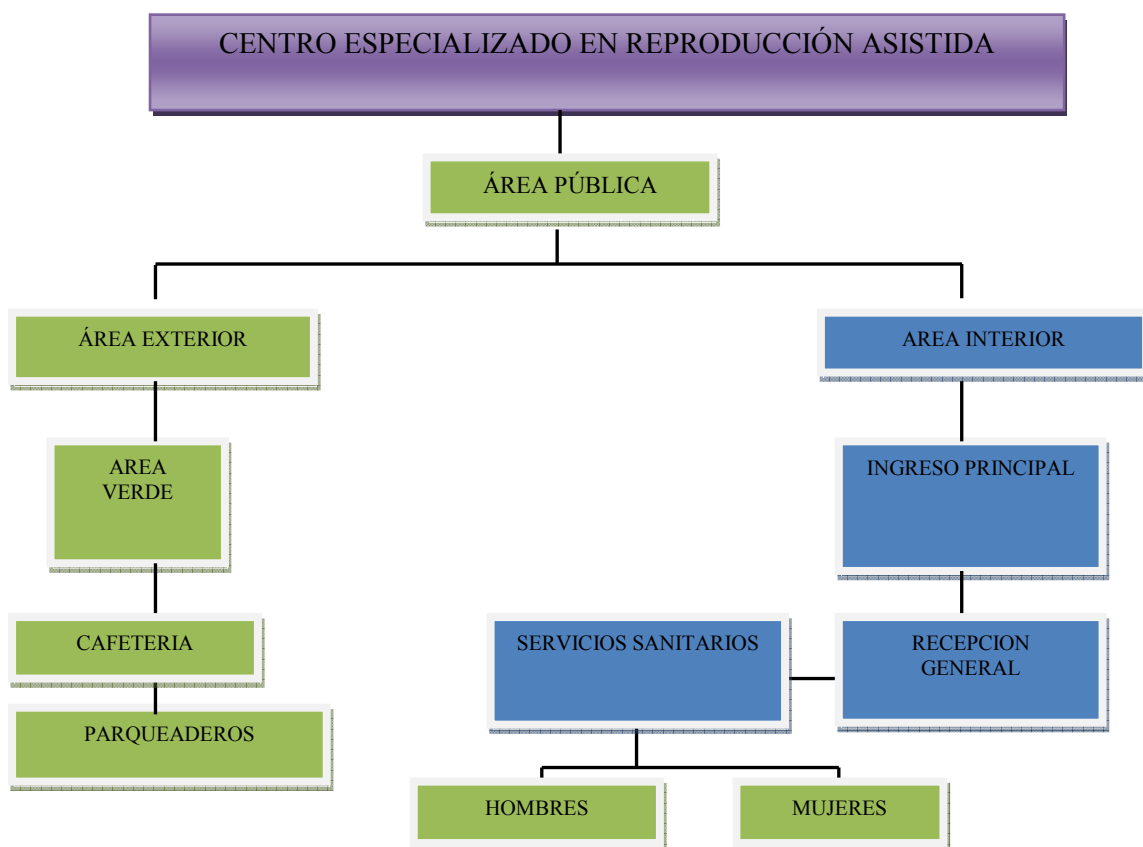 CENTRO ESPECIALIZADO EN REPRODUCCIÓN ASISTIDA
ÁREA PÚBLICA
ÁREA EXTERIOR
AREA INTERIOR
AREA
VERDE
INGRESO PRINCIPAL
CAFETERIA
SERVICIOS SANITARIOS
RECEPCION
GENERAL
PARQUEADEROS
HOMBRES
MUJERES